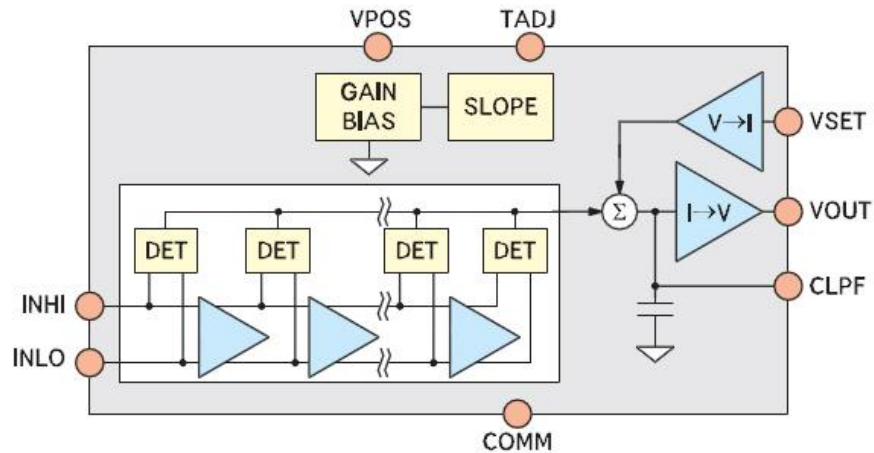 VPOS
TADJ
GAIN
BIAS
SLOPE
V→I
VSET
Σ
I→V
VOUT
DET
DET
DET
DET
CLPF
INHI
INLO
COMM